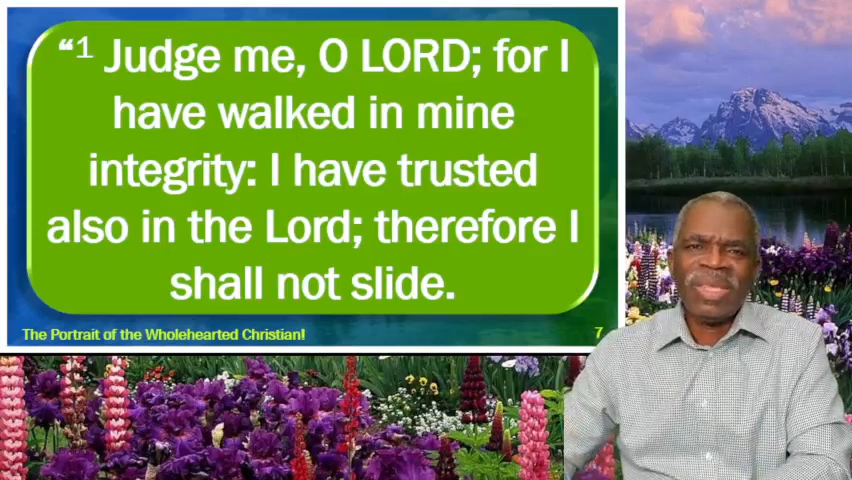 “1 Judge me, O LORD; for I
have walked in mine
integrity: I have trusted
also in the Lord; therefore I
shall not slide.
The Portrait of the Wholehearted Christian! 7